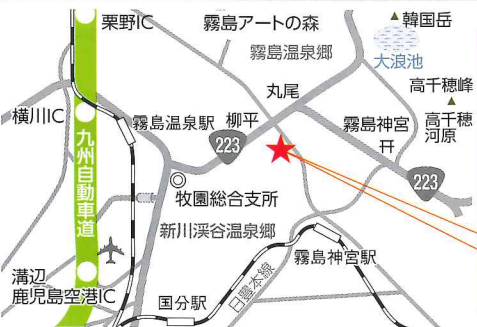 栗野IC
霧島アートの森
韓国岳
霧島温泉郷
大浪池
丸尾
高千穂峰
横川IC
霧島温泉駅
柳平
霧島神宮
高千穂
河原
223
九州自動車道
223
牧園総合支所
新川渓谷温泉郷
霧島神宮駅
溝辺
鹿児島空港IC
国分駅
日豊本線